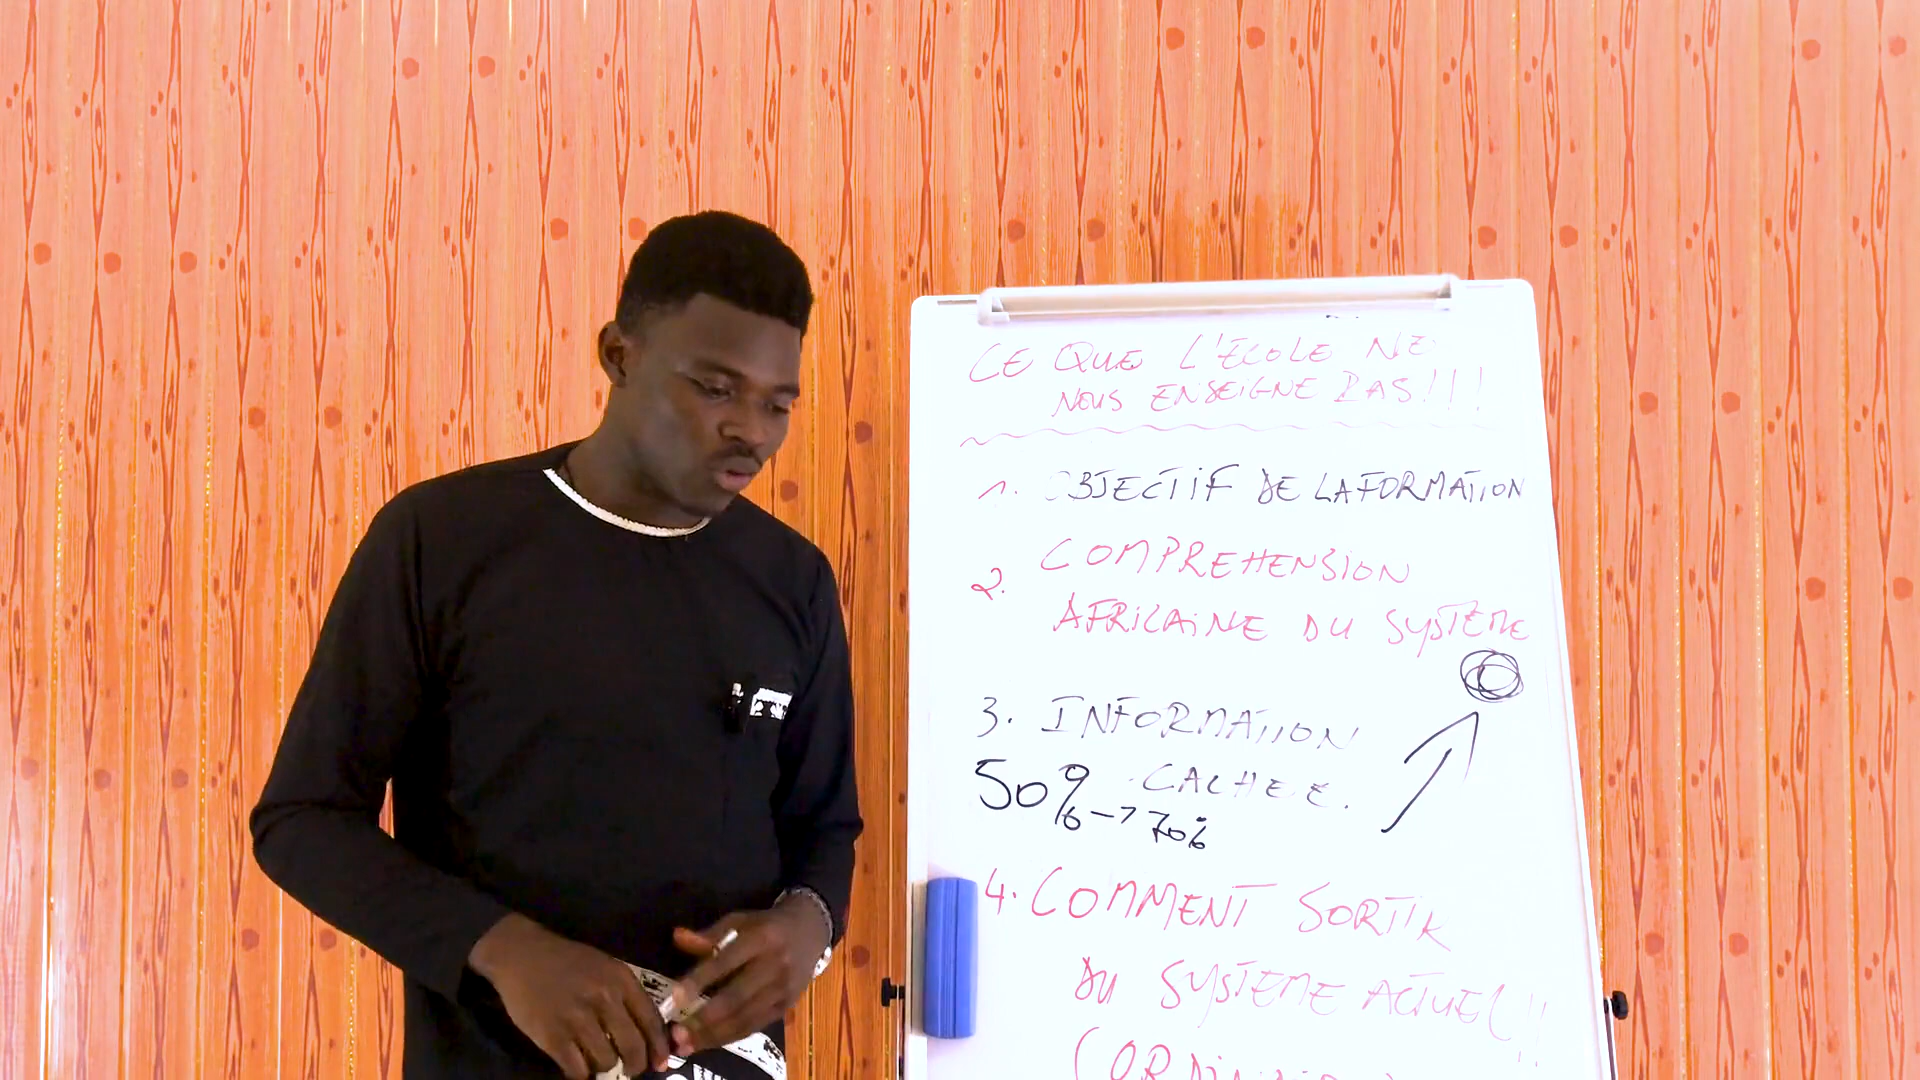 CE QUE L'ECOLE NE
NOUS ENSEIGNE PAS!!!
1. OBJECTIF DE LA FORMATION
2. COMPREHENSION
AFRICAINE DU SYSTEME
3. INFORMATION
CACHEE.
50% -> 70%
4. COMMENT SORTIR
DU SYSTEME ACTUEL!!